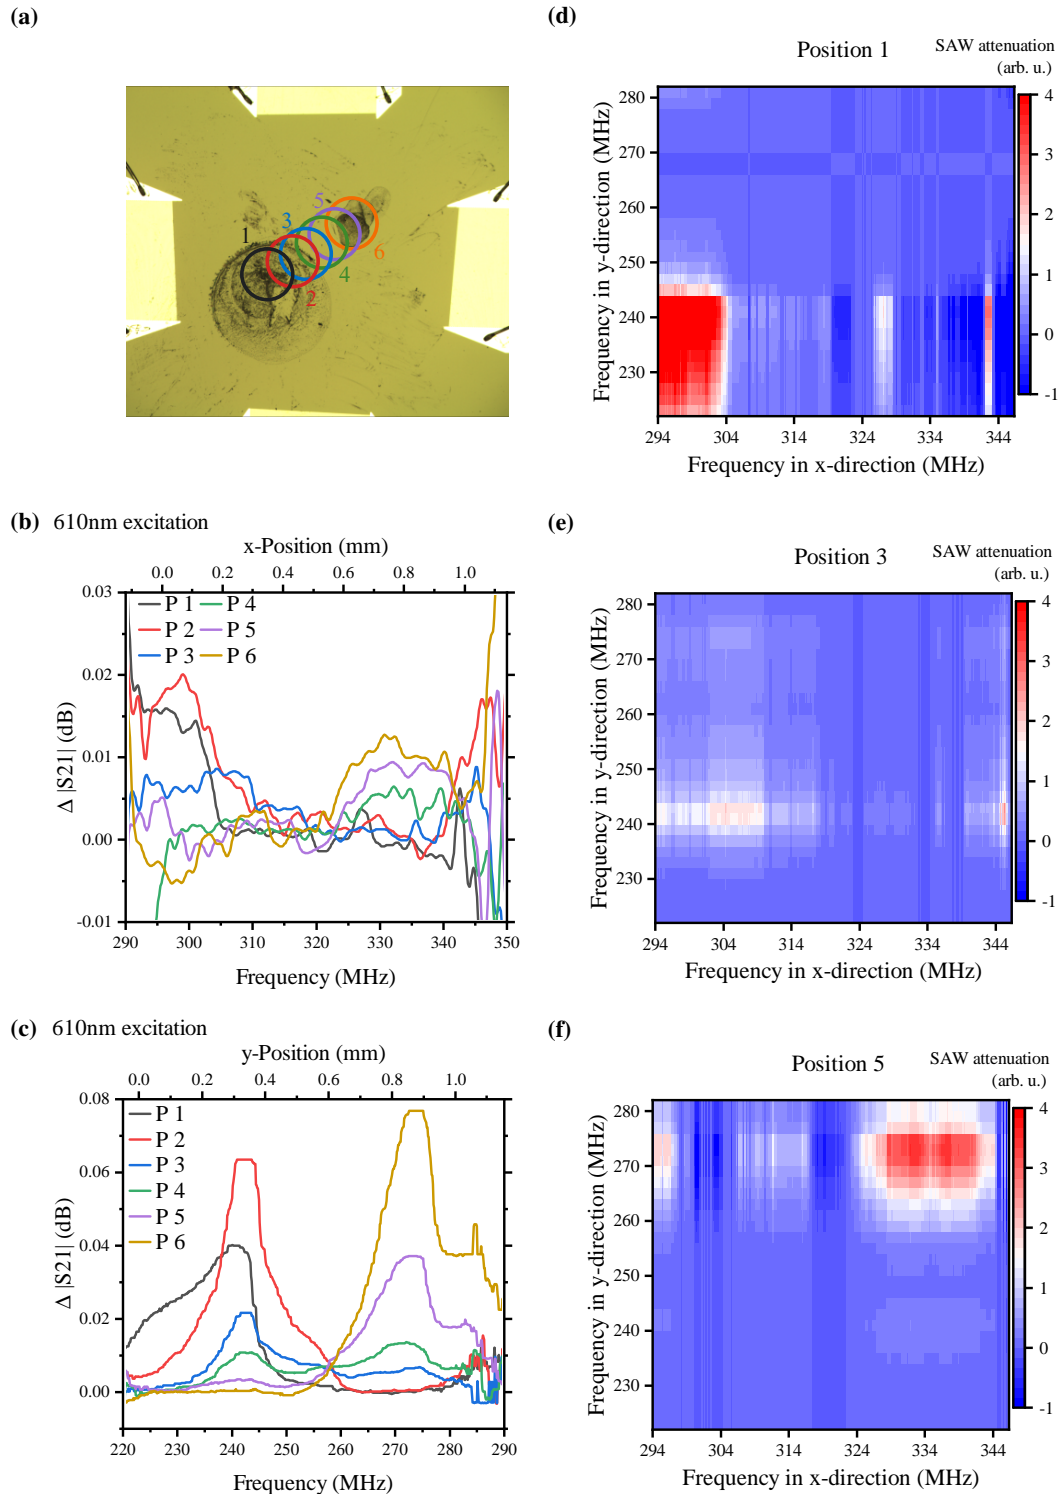 (a)
1
2
3
4
5
6
(b) 610nm excitation
x-Position (mm)
0.0 0.2 0.4 0.6 0.8 1.0
0.03
0.02
0.01
0.00
-0.01
Δ |S21| (dB)
P 1 P 4
P 2 P 5
P 3 P 6
290 300 310 320 330 340 350
Frequency (MHz)
(c) 610nm excitation
y-Position (mm)
0.0 0.2 0.4 0.6 0.8 1.0
0.08
0.06
0.04
0.02
0.00
Δ |S21| (dB)
P 1
P 2
P 3
P 4
P 5
P 6
220 230 240 250 260 270 280 290
Frequency (MHz)
(d)
Position 1
SAW attenuation
(arb. u.)
280
270
260
250
240
230
Frequency in y-direction (MHz)
294 304 314 324 334 344
Frequency in x-direction (MHz)
4
3
2
1
0
-1
(e)
Position 3
SAW attenuation
(arb. u.)
280
270
260
250
240
230
Frequency in y-direction (MHz)
294 304 314 324 334 344
Frequency in x-direction (MHz)
4
3
2
1
0
-1
(f)
Position 5
SAW attenuation
(arb. u.)
280
270
260
250
240
230
Frequency in y-direction (MHz)
294 304 314 324 334 344
Frequency in x-direction (MHz)
4
3
2
1
0
-1